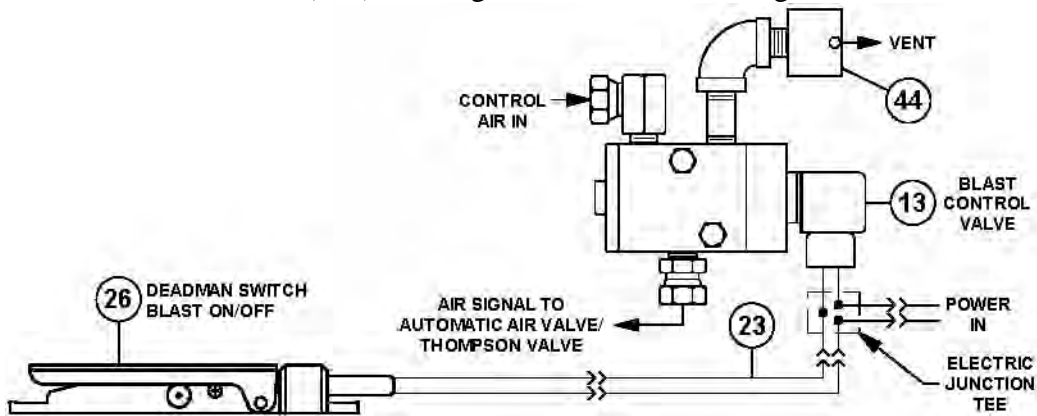 VENT
44
CONTROL
AIR IN
13
BLAST
CONTROL
VALVE
26
DEADMAN SWITCH
BLAST ON/OFF
AIR SIGNAL TO
AUTOMATIC AIR VALVE/
THOMPSON VALVE
23
POWER
IN
ELECTRIC
JUNCTION
TEE